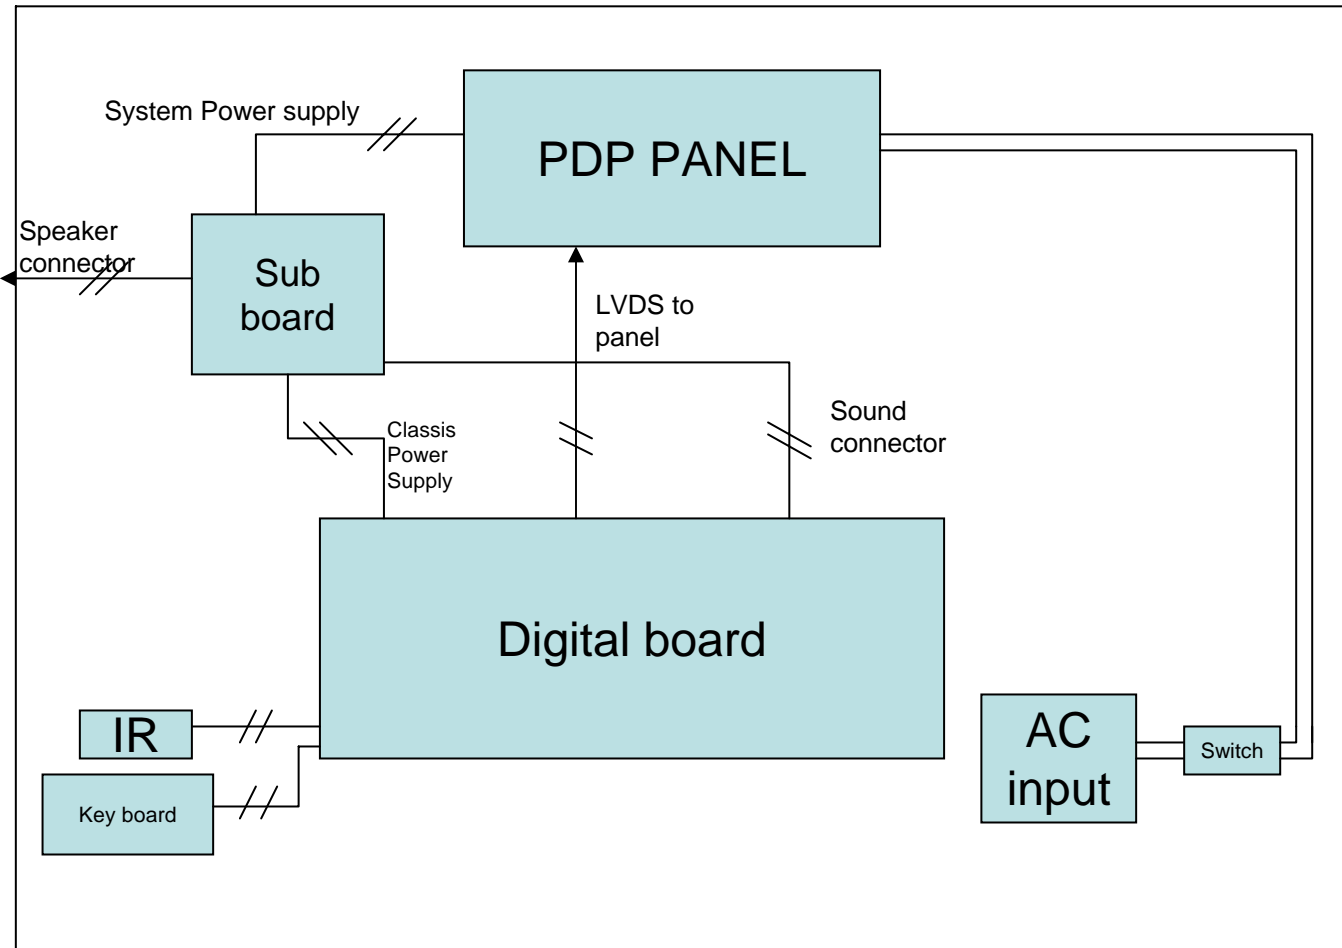 System Power supply
PDP PANEL
Speaker
connector
Sub
board
LVDS to
panel
Classis
Power
Supply
Sound
connector
Digital board
IR
Key board
AC
input
Switch